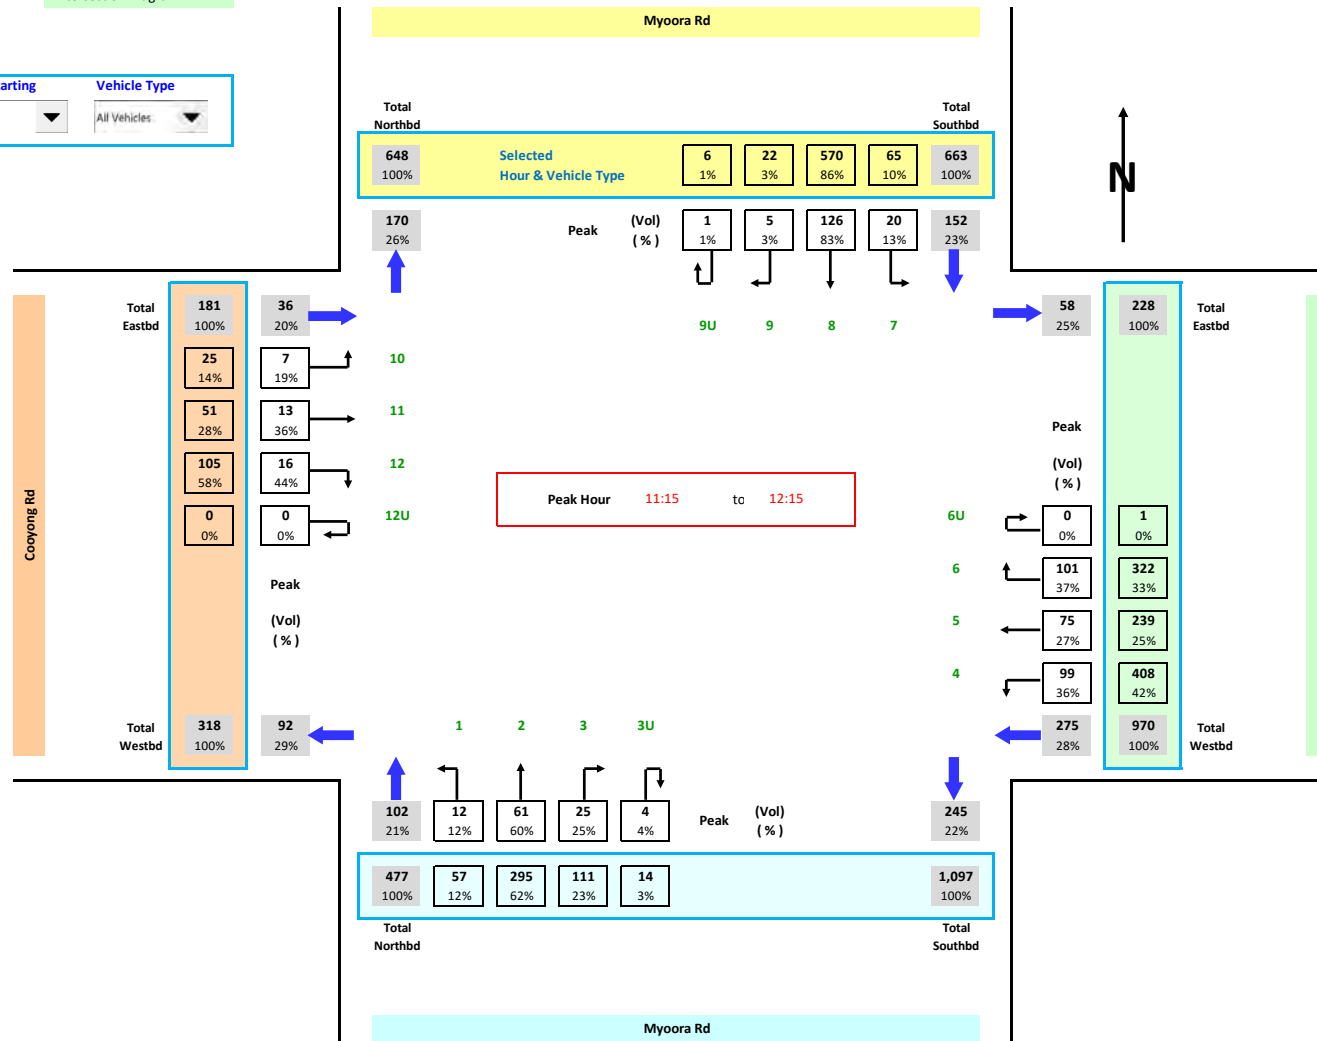 Myoora Rd
arting Vehicle Type
All Vehicles
Total Total
Northbd Southbd
648 Selected 6 22 570 65 663
100% Hour & Vehicle Type 1% 3% 86% 10% 100%
170 Peak (Vol) 1 5 126 20 152
26% ( % ) 1% 3% 83% 13% 23%
N
Total 181 36 58 228 Total
Eastbd 100% 20% 25% 100% Eastbd
9U 9 8 7
25 7 10
14% 19%
51 13 11
28% 36%
Peak
105 16 12 (Vol)
58% 44% ( % )
Peak Hour 11:15 to 12:15
0 0 12U 6U 0 1
0% 0% 0% 0%
Cooyong Rd
Peak 6 101 322
37% 33%
(Vol) 5 75 239
( % ) 27% 25%
4 99 408
36% 42%
Total 318 92 1 2 3 3U 275 970 Total
Westbd 100% 29% 28% 100% Westbd
102 12 61 25 4 Peak (Vol) 245
21% 12% 60% 25% 4% ( % ) 22%
477 57 295 111 14 1,097
100% 12% 62% 23% 3% 100%
Total Total
Northbd Southbd
Myoora Rd